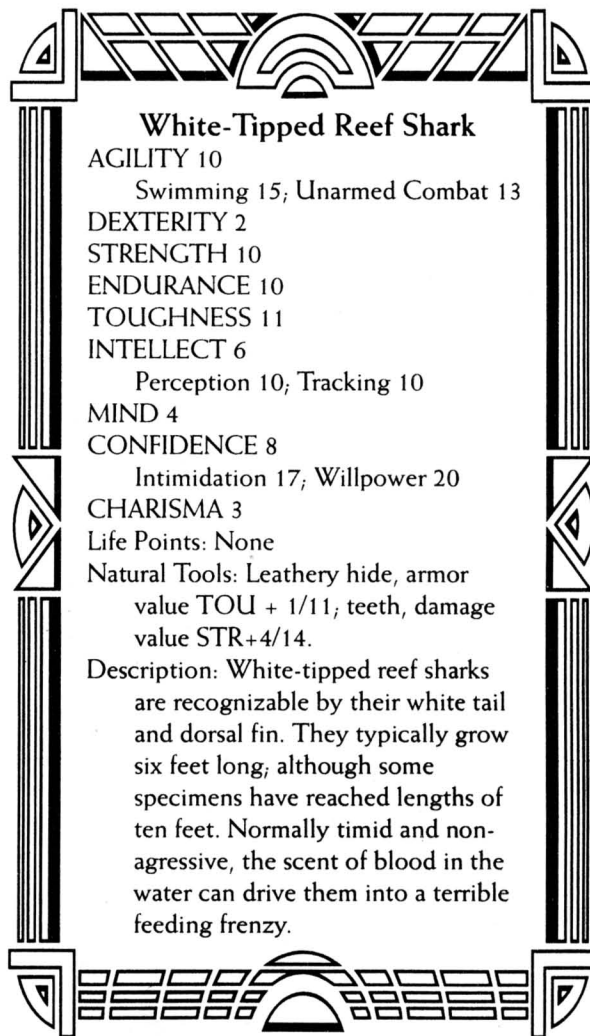 White-Tipped Reef Shark
AGILITY 10
Swimming 15; Unarmed Combat 13
DEXTERITY 2
STRENGTH 10
ENDURANCE 10
TOUGHNESS 11
INTELLECT 6
Perception 10; Tracking 10
MIND 4
CONFIDENCE 8
Intimidation 17; Willpower 20
CHARISMA 3
Life Points: None
Natural Tools: Leathery hide, armor
value TOU + 1/11; teeth, damage
value STR+4/14.
Description: White-tipped reef sharks
are recognizable by their white tail
and dorsal fin. They typically grow
six feet long; although some
specimens have reached lengths of
ten feet. Normally timid and non-
agressive, the scent of blood in the
water can drive them into a terrible
feeding frenzy.